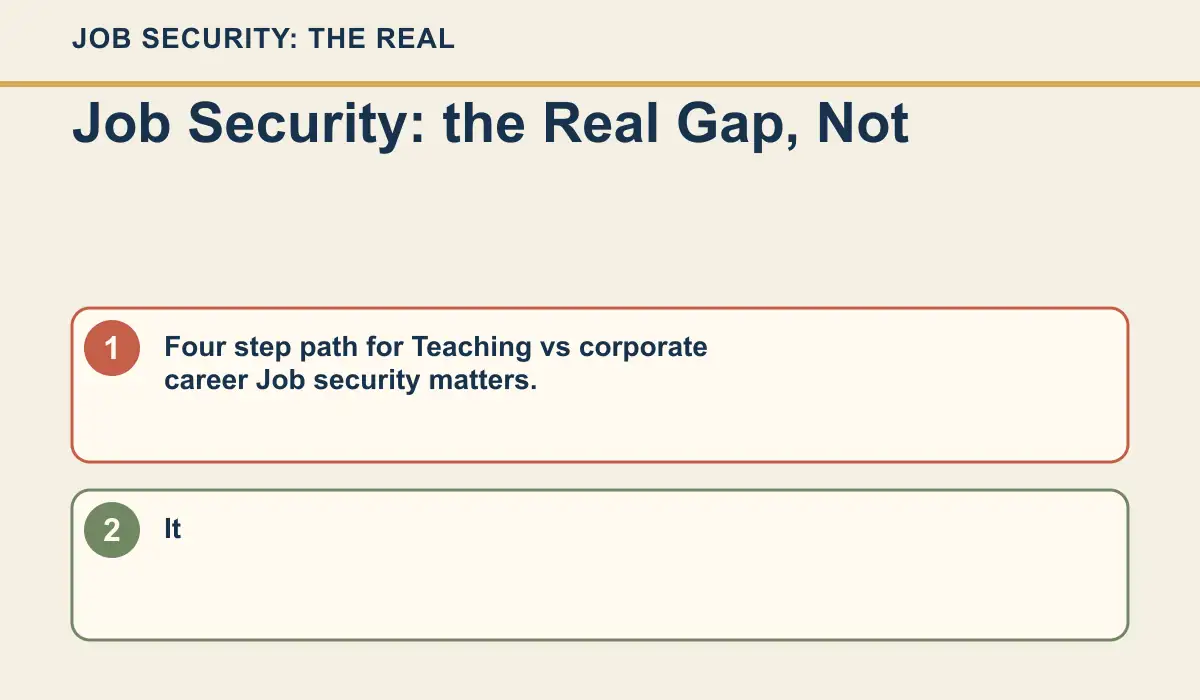 JOB SECURITY: THE REAL
Job Security: the Real Gap, Not
1
Four step path for Teaching vs corporate
career Job security matters.
2
It